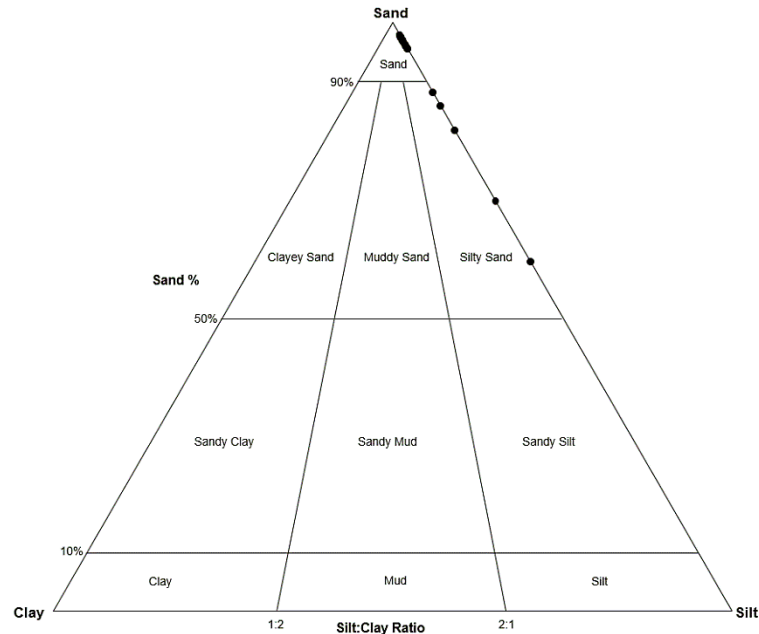 Sand
Sand
90%
Clayey Sand
Muddy Sand
Silty Sand
Sand %
50%
Sandy Clay
Sandy Mud
Sandy Silt
10%
Clay
Mud
Silt
Clay
Silt
1:2
Silt:Clay Ratio
2:1